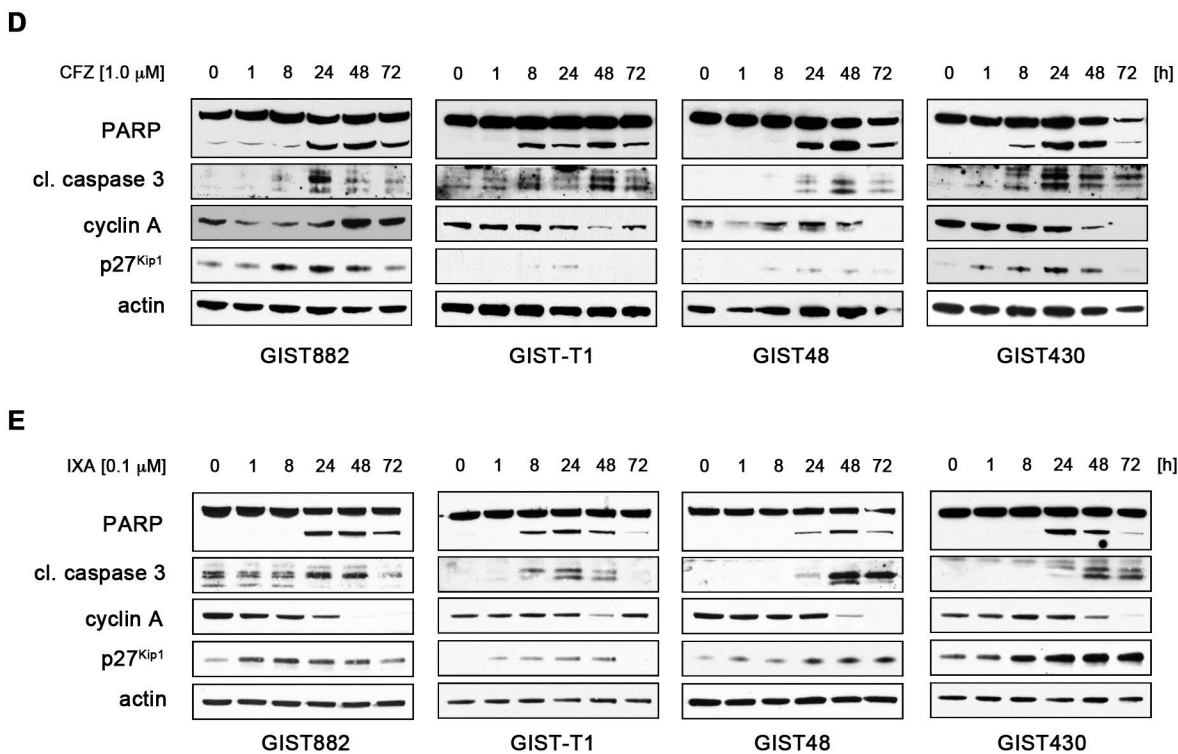 D
CFZ [1.0 μM] 0 1 8 24 48 72 0 1 8 24 48 72 0 1 8 24 48 72 0 1 8 24 48 72 [h]
PARP
cl. caspase 3
cyclin A
p27Kip1
actin
GIST882 GIST-T1 GIST48 GIST430
E
IXA [0.1 μM] 0 1 8 24 48 72 0 1 8 24 48 72 0 1 8 24 48 72 0 1 8 24 48 72 [h]
PARP
cl. caspase 3
cyclin A
p27Kip1
actin
GIST882 GIST-T1 GIST48 GIST430